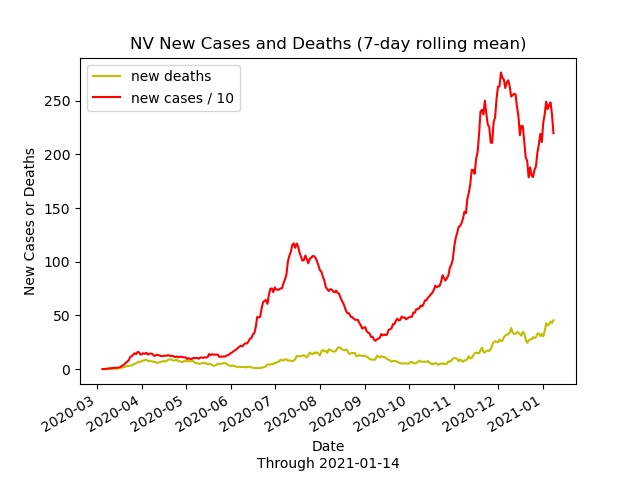 NV New Cases and Deaths (7-day rolling mean)
new deaths
new cases / 10
250
200
150
100
50
0
New Cases or Deaths
2020-03
2020-04
2020-05
2020-06
2020-07
2020-08
2020-09
2020-10
2020-11
2020-12
2021-01
Date
Through 2021-01-14